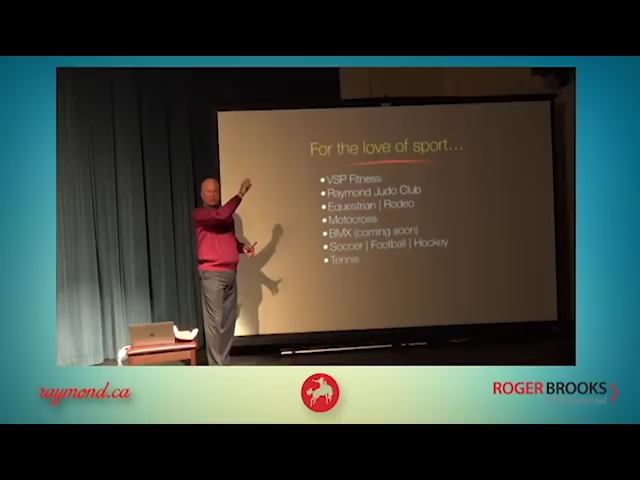 For the love of sport...
• VSP Fitness
• Raymond Judo Club
• Equestrian | Rodeo
• Motocross
• BMX (coming soon)
• Soccer | Football | Hockey
• Tennis
raymond.ca
ROGER BROOKS